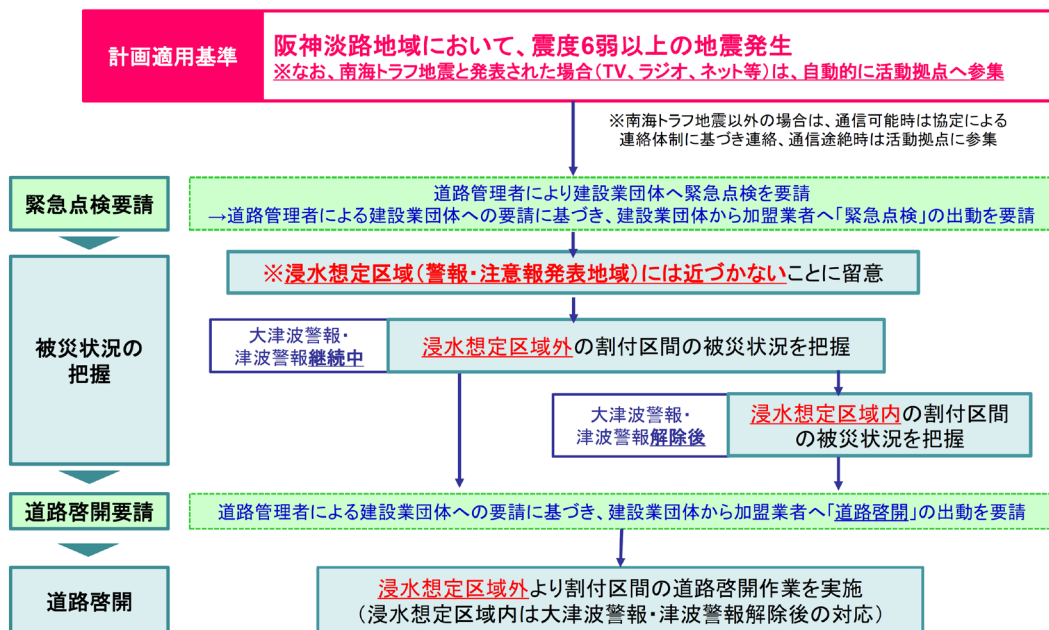 計画適用基準
阪神淡路地域において、震度6弱以上の地震発生
※なお、南海トラフ地震と発表された場合(TV、ラジオ、ネット等)は、自動的に活動拠点へ参集
※南海トラフ地震以外の場合は、通信可能時は協定による
連絡体制に基づき連絡、通信途絶時は活動拠点に参集
緊急点検要請
道路管理者により建設業団体へ緊急点検を要請
→道路管理者による建設業団体への要請に基づき、建設業団体から加盟業者へ「緊急点検」の出動を要請
被災状況の
把握
※浸水想定区域(警報・注意報発表地域)には近づかないことに留意
大津波警報・
津波警報継続中
浸水想定区域外の割付区間の被災状況を把握
大津波警報・
津波警報解除後
浸水想定区域内の割付区間
の被災状況を把握
道路啓開要請
道路管理者による建設業団体への要請に基づき、建設業団体から加盟業者へ「道路啓開」の出動を要請
道路啓開
浸水想定区域外より割付区間の道路啓開作業を実施
(浸水想定区域内は大津波警報・津波警報解除後の対応)